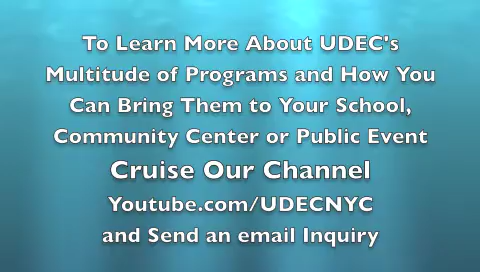 To Learn More About UDEC's
Multitude of Programs and How You
Can Bring Them to Your School,
Community Center or Public Event
Cruise Our Channel
Youtube.com/UDECNYC
and Send an email Inquiry